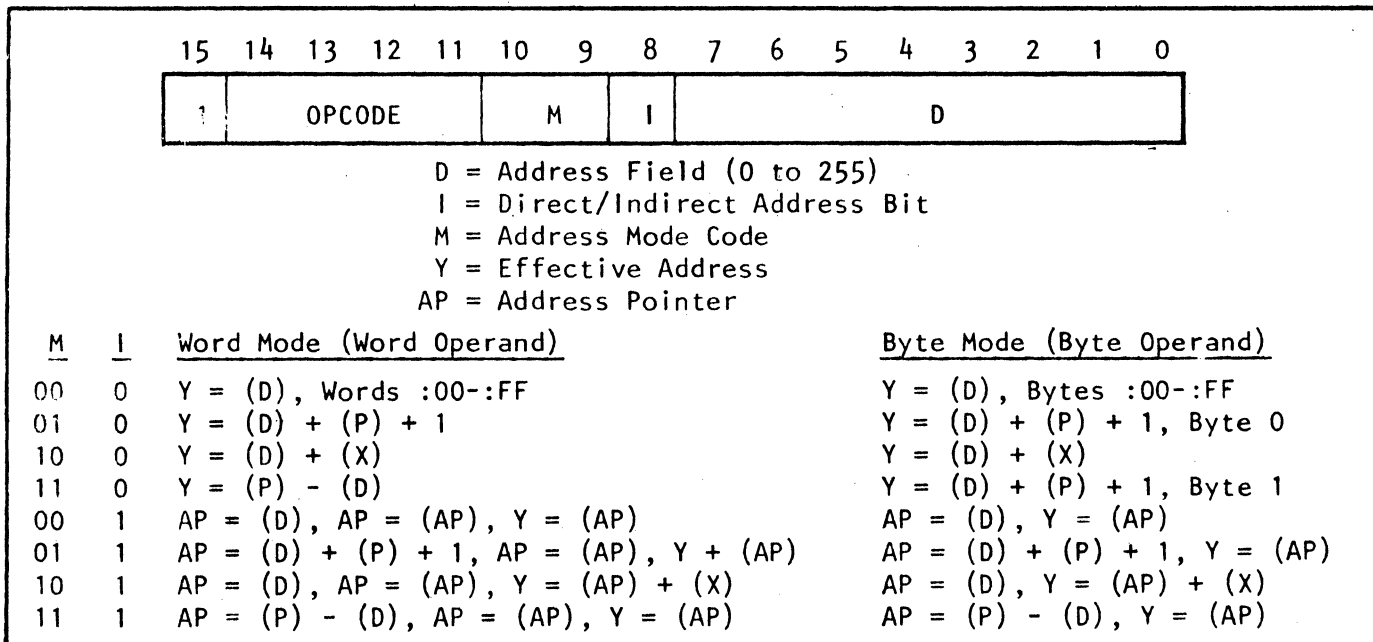 15 14 13 12 11 10 9 8 7 6 5 4 3 2 1 0
1 OPCODE M I D
D = Address Field (0 to 255)
I = Direct/Indirect Address Bit
M = Address Mode Code
Y = Effective Address
AP = Address Pointer
M I Word Mode (Word Operand) Byte Mode (Byte Operand)
00 0 Y = (D), Words :00-:FF Y = (D), Bytes :00-:FF
01 0 Y = (D) + (P) + 1 Y = (D) + (P) + 1, Byte 0
10 0 Y = (D) + (X) Y = (D) + (X)
11 0 Y = (P) - (D) Y = (D) + (P) + 1, Byte 1
00 1 AP = (D), AP = (AP), Y = (AP) AP = (D), Y = (AP)
01 1 AP = (D) + (P) + 1, AP = (AP), Y + (AP) AP = (D) + (P) + 1, Y = (AP)
10 1 AP = (D), AP = (AP), Y = (AP) + (X) AP = (D), Y = (AP) + (X)
11 1 AP = (P) - (D), AP = (AP), Y = (AP) AP = (P) - (D), Y = (AP)